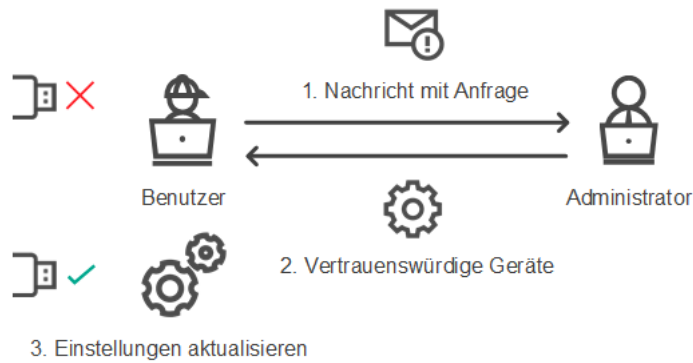 1. Nachricht mit Anfrage
Benutzer
Administrator
2. Vertrauenswürdige Geräte
3. Einstellungen aktualisieren